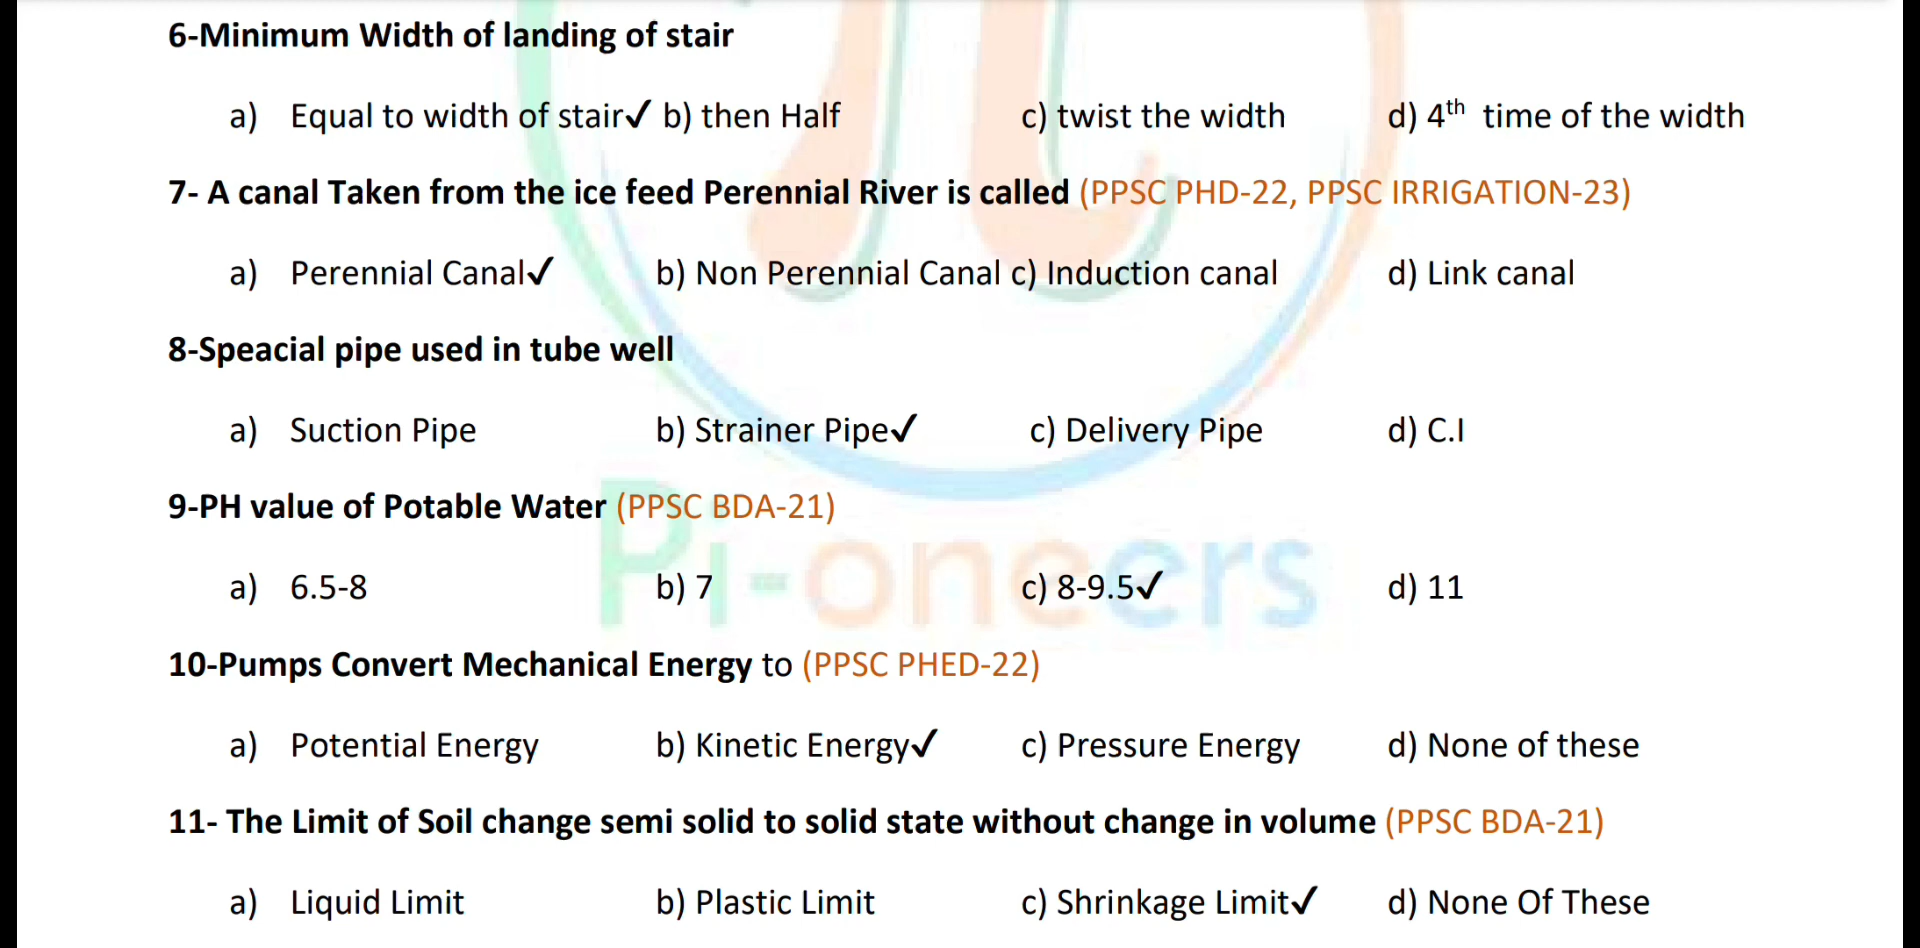 6-Minimum Width of landing of stair
a) Equal to width of stair✓ b) then Half c) twist the width d) 4th time of the width
7- A canal Taken from the ice feed Perennial River is called (PPSC PHD-22, PPSC IRRIGATION-23)
a) Perennial Canal✓ b) Non Perennial Canal c) Induction canal d) Link canal
8-Speacial pipe used in tube well
a) Suction Pipe b) Strainer Pipe✓ c) Delivery Pipe d) C.I
9-PH value of Potable Water (PPSC BDA-21)
Pi-oneers
a) 6.5-8 b) 7 c) 8-9.5✓ d) 11
10-Pumps Convert Mechanical Energy to (PPSC PHED-22)
a) Potential Energy b) Kinetic Energy✓ c) Pressure Energy d) None of these
11- The Limit of Soil change semi solid to solid state without change in volume (PPSC BDA-21)
a) Liquid Limit b) Plastic Limit c) Shrinkage Limit✓ d) None Of These